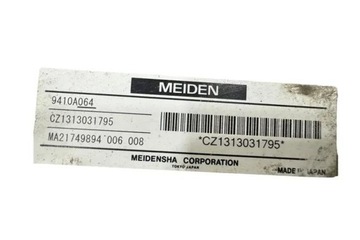 MEIDEN
9410A064
CZ1313031795
MA21749894 006 008
*CZ1313031795*
MEIDENSHA CORPORATION
TOKYO JAPAN
MADE IN JAPAN